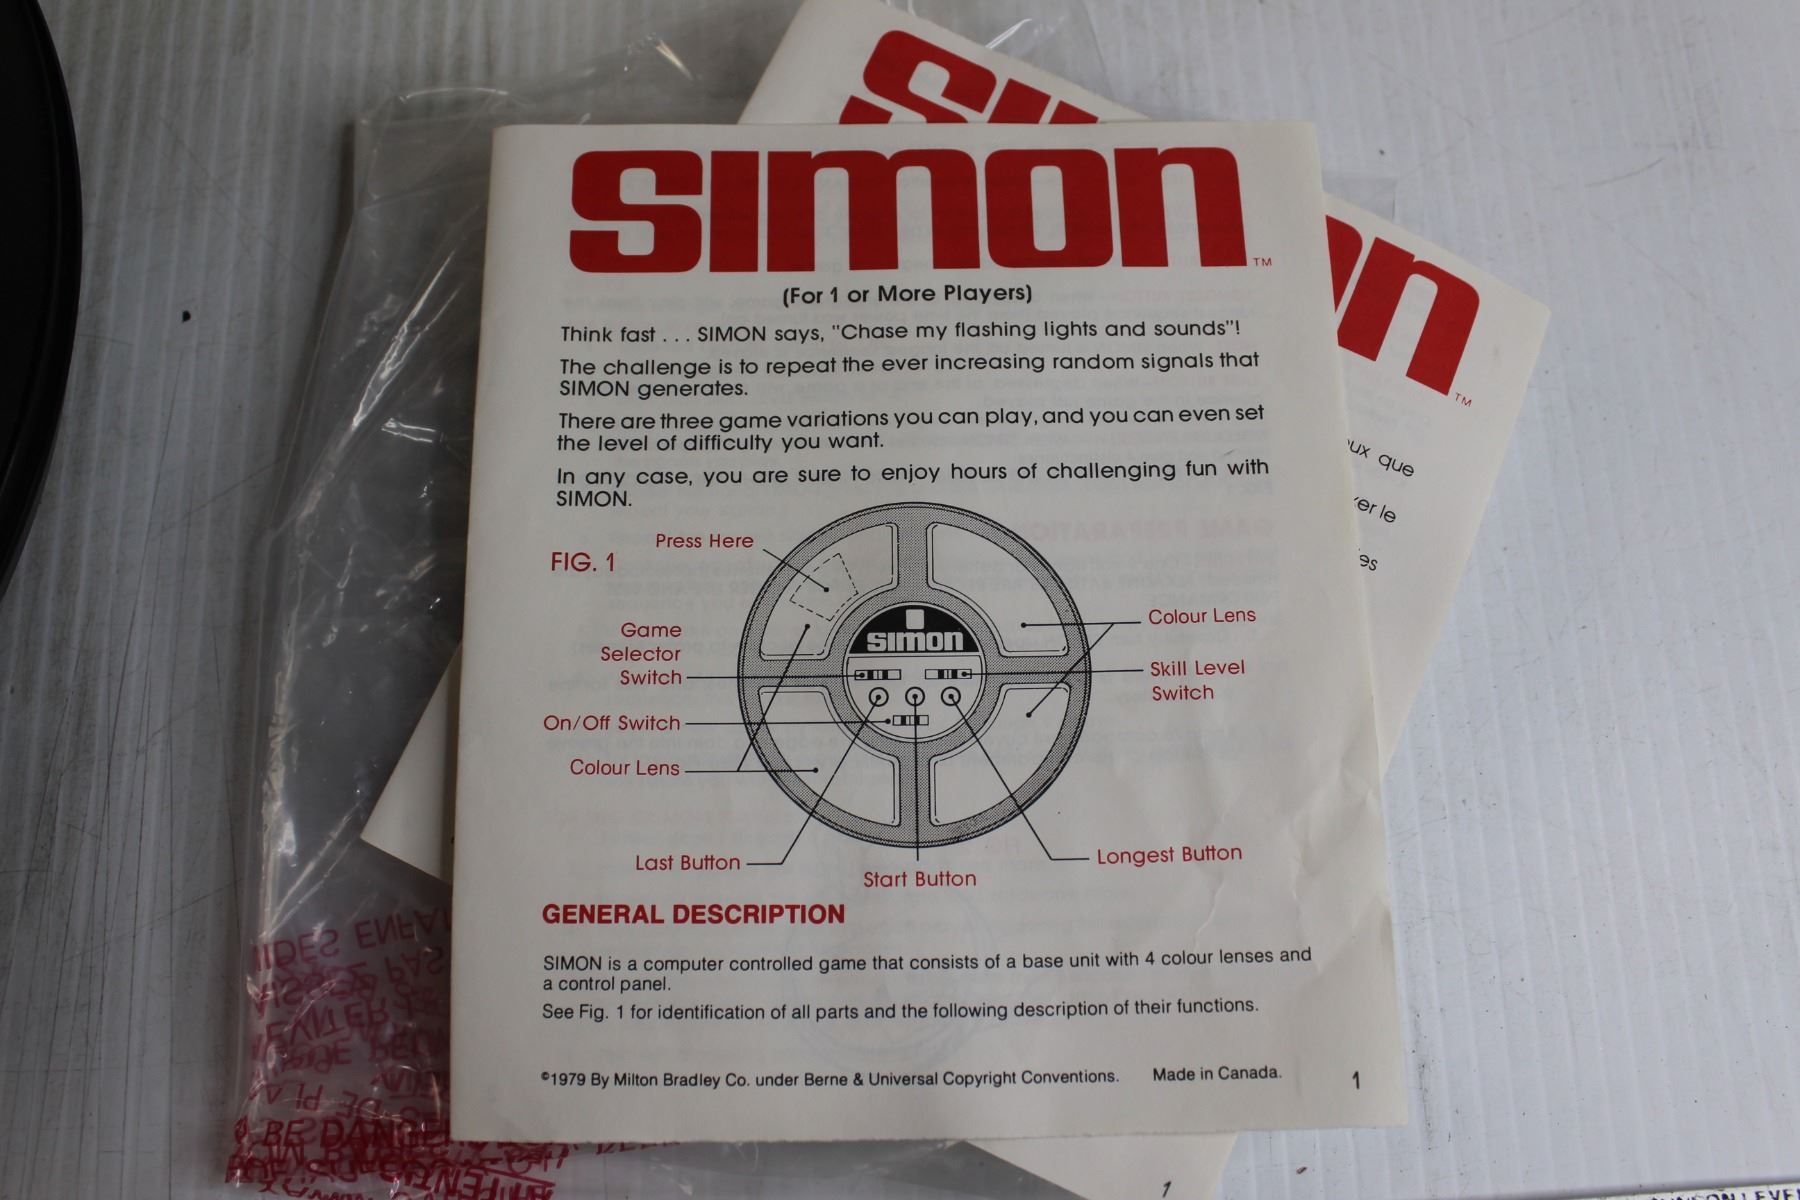 SIMON™
(For 1 or More Players)
Think fast . . . SIMON says, "Chase my flashing lights and sounds"!
The challenge is to repeat the ever increasing random signals that
SIMON generates.
There are three game variations you can play, and you can even set
the level of difficulty you want.
In any case, you are sure to enjoy hours of challenging fun with
SIMON.
FIG. 1
Press Here
Game
Selector
Switch
On/Off Switch
Colour Lens
Last Button
Start Button
Longest Button
Colour Lens
Skill Level
Switch
simon
GENERAL DESCRIPTION
SIMON is a computer controlled game that consists of a base unit with 4 colour lenses and
a control panel.
See Fig. 1 for identification of all parts and the following description of their functions.
©1979 By Milton Bradley Co. under Berne & Universal Copyright Conventions. Made in Canada.
1
TM
que
le
1
BE